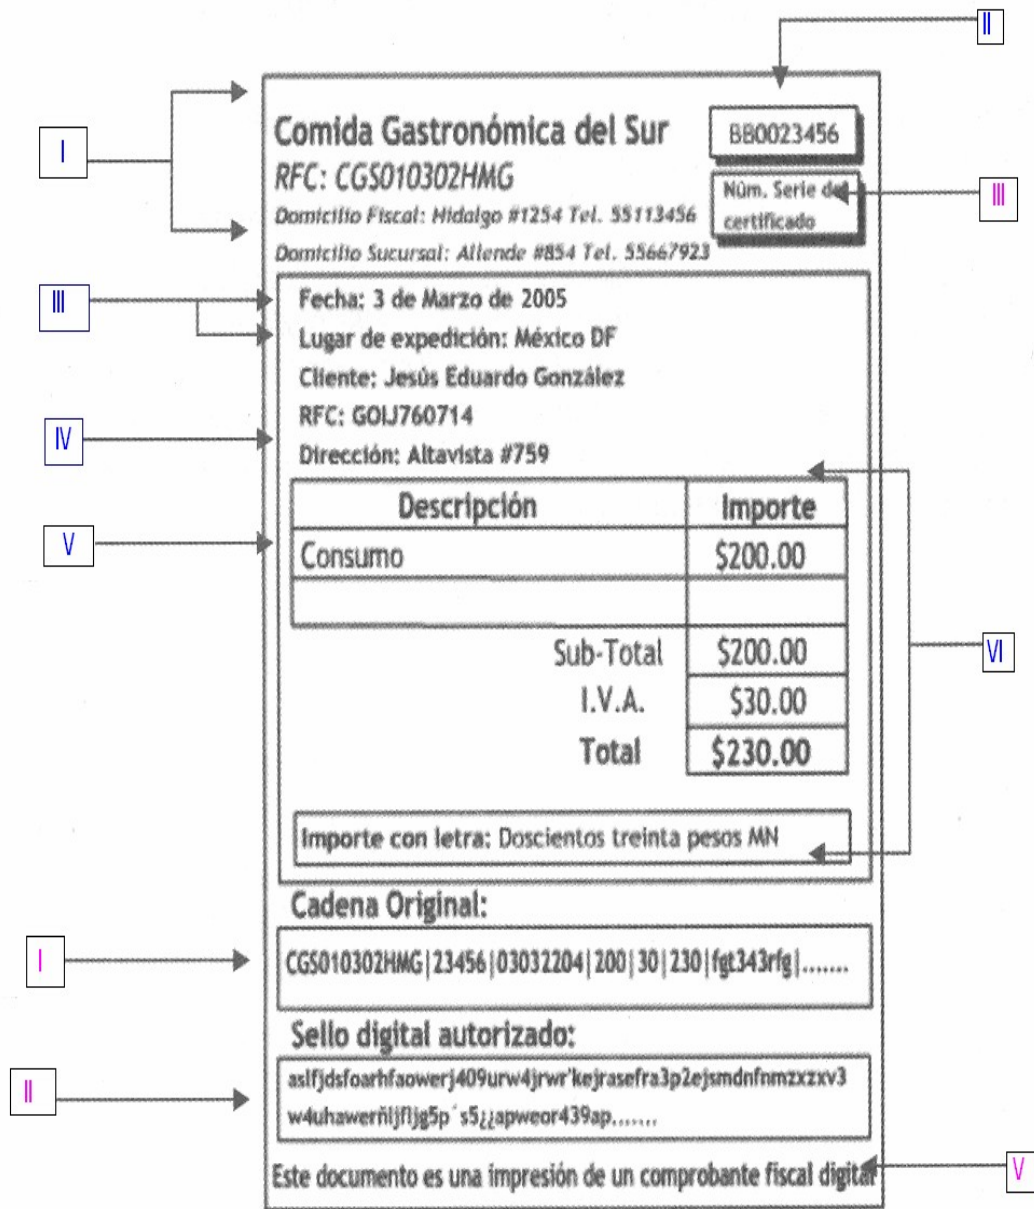 II
I
Comida Gastronómica del Sur
BB0023456
RFC: CGS010302HMG
Núm. Serie del
certificado
III
Domicilio Fiscal: Hidalgo #1254 Tel. 55113456
Domicilio Sucursal: Allende #854 Tel. 55667923
III
Fecha: 3 de Marzo de 2005
Lugar de expedición: México DF
Cliente: Jesús Eduardo González
RFC: GOIJ760714
IV
Dirección: Altavista #759
Descripción Importe
V
Consumo $200.00
Sub-Total $200.00
VI
I.V.A. $30.00
Total $230.00
Importe con letra: Doscientos treinta pesos MN
Cadena Original:
I
CGS010302HMG|23456|03032204|200|30|230|fgt343rfg|.......
Sello digital autorizado:
II
aslfjdsfoarhfaowerj409urw4jrwr'kejrasefra3p2ejsmdnfnmzxzxv3
w4uhawerñljfljg5p´s5¿¿apweor439ap.......
Este documento es una impresión de un comprobante fiscal digital
V